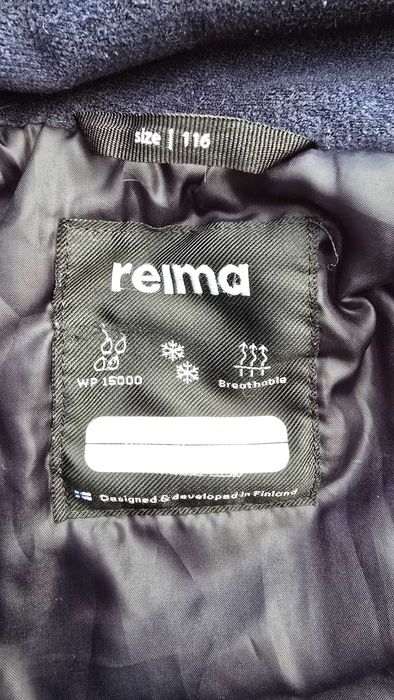 size | 116
reima
WP 15000
Breathable
Designed & developed in Finland